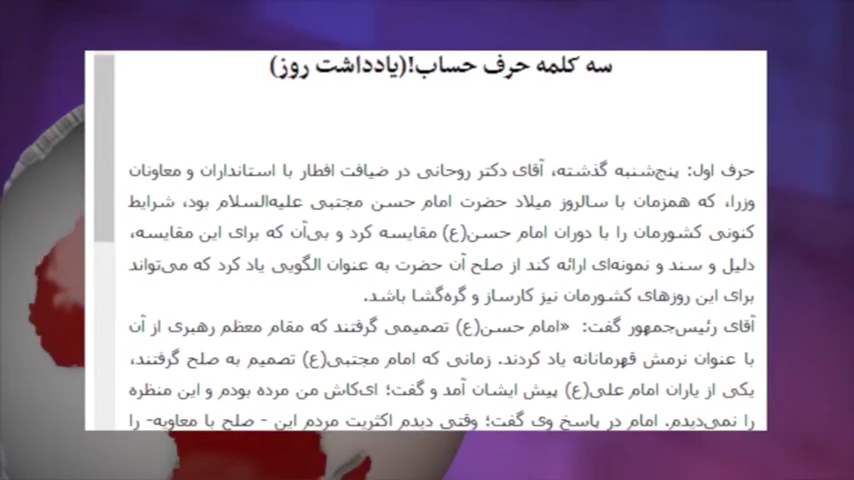 سه کلمه حرف حساب!(یادداشت روز)
حرف اول: پنج‌شنبه گذشته، آقای دکتر روحانی در ضیافت افطار با استانداران و معاونان
وزرا، که همزمان با سالروز میلاد حضرت امام حسن مجتبی علیه‌السلام بود، شرایط
کنونی کشورمان را با دوران امام حسن(ع) مقایسه کرد و بی‌آن که برای این مقایسه،
دلیل و سند و نمونه‌ای ارائه کند از صلح آن حضرت به عنوان الگویی یاد کرد که می‌تواند
برای این روزهای کشورمان نیز کارساز و گره‌گشا باشد.
آقای رئیس‌جمهور گفت: «امام حسن(ع) تصمیمی گرفتند که مقام معظم رهبری از آن
با عنوان نرمش قهرمانانه یاد کردند. زمانی که امام مجتبی(ع) تصمیم به صلح گرفتند،
یکی از یاران امام علی(ع) پیش ایشان آمد و گفت؛ ای‌کاش من مرده بودم و این منظره
را نمی‌دیدم. امام در پاسخ وی گفت؛ وقتی دیدم اکثریت مردم این - صلح با معاویه- را